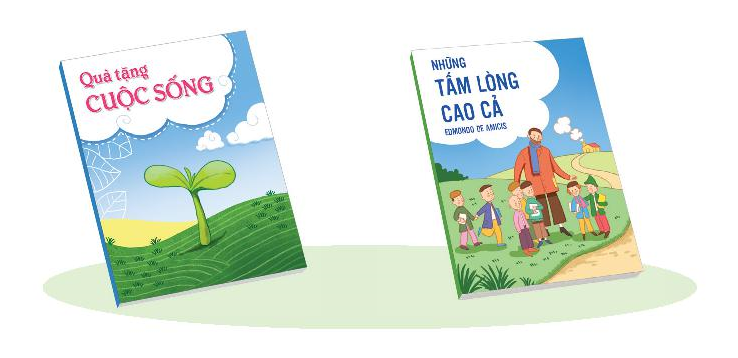 Quà tặng
CUỘC SỐNG
NHỮNG
TẤM LÒNG
CAO CẢ
EDMONDO DE AMICIS